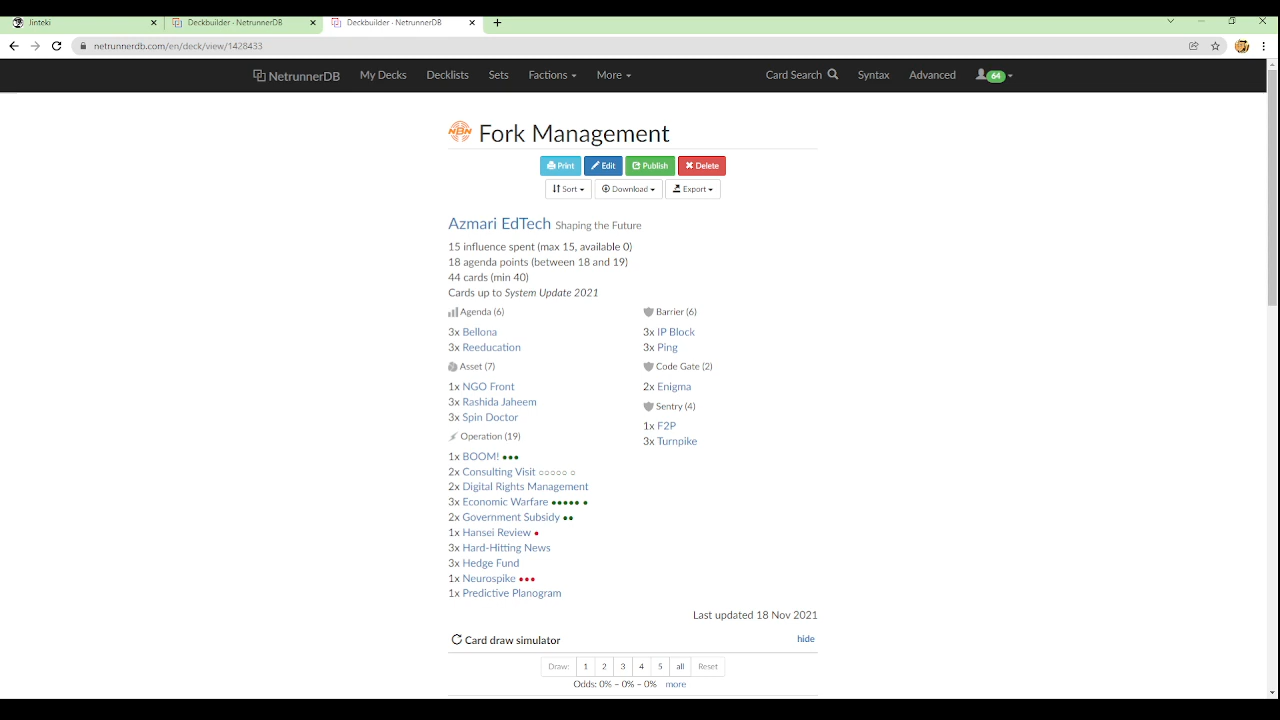 Jinteki
Deckbuilder · NetrunnerDB
Deckbuilder · NetrunnerDB
netrunnerdb.com/en/deck/view/1428433
NetrunnerDB My Decks Decklists Sets Factions More Card Search Syntax Advanced 64
NBN Fork Management
Print Edit Publish Delete
Sort Download Export
Azmari EdTech Shaping the Future
15 influence spent (max 15, available 0)
18 agenda points (between 18 and 19)
44 cards (min 40)
Cards up to System Update 2021
Agenda (6)
3x Bellona
3x Reeducation
Asset (7)
1x NGO Front
3x Rashida Jaheem
3x Spin Doctor
Operation (19)
1x BOOM! ●●●
2x Consulting Visit ○○○○○ ○
2x Digital Rights Management
3x Economic Warfare ●●●●● ●
2x Government Subsidy ●●
1x Hansei Review ●
3x Hard-Hitting News
3x Hedge Fund
1x Neurospike ●●●
1x Predictive Planogram
Barrier (6)
3x IP Block
3x Ping
Code Gate (2)
2x Enigma
Sentry (4)
1x F2P
3x Turnpike
Last updated 18 Nov 2021
Card draw simulator hide
Draw: 1 2 3 4 5 all Reset
Odds: 0% – 0% – 0% more